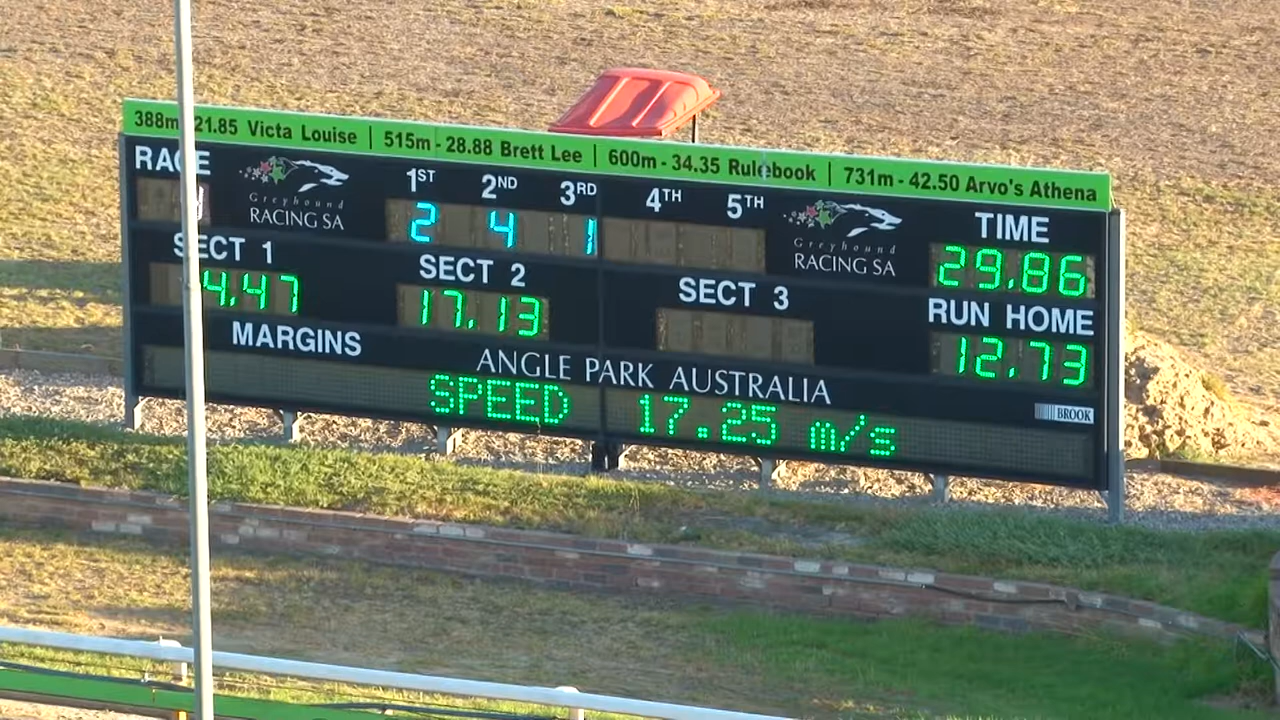 388m 21.85 Victa Louise | 515m - 28.88 Brett Lee | 600m - 34.35 Rulebook | 731m - 42.50 Arvo's Athena
RACE
Greyhound
RACING SA
1ST 2ND 3RD 4TH 5TH
2 4 1
Greyhound
RACING SA
TIME
29.86
SECT 1
4.47
SECT 2
17.13
SECT 3
RUN HOME
12.73
MARGINS
ANGLE PARK AUSTRALIA
BROOK
SPEED 17.25 m/s